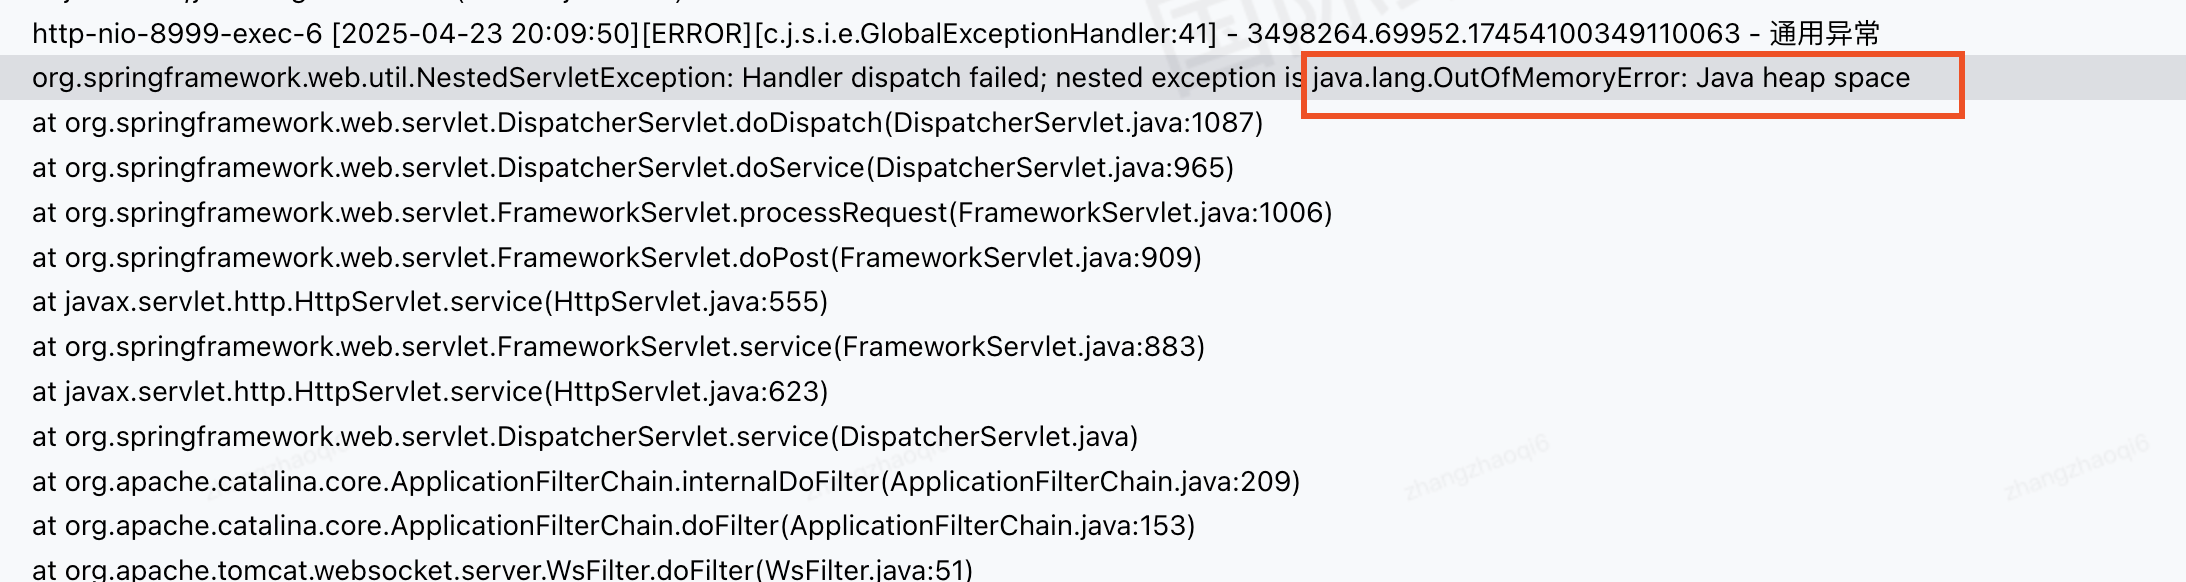 http-nio-8999-exec-6 [2025-04-23 20:09:50][ERROR][c.j.s.i.e.GlobalExceptionHandler:41] - 3498264.69952.17454100349110063 - 通用异常
org.springframework.web.util.NestedServletException: Handler dispatch failed; nested exception is java.lang.OutOfMemoryError: Java heap space
at org.springframework.web.servlet.DispatcherServlet.doDispatch(DispatcherServlet.java:1087)
at org.springframework.web.servlet.DispatcherServlet.doService(DispatcherServlet.java:965)
at org.springframework.web.servlet.FrameworkServlet.processRequest(FrameworkServlet.java:1006)
at org.springframework.web.servlet.FrameworkServlet.doPost(FrameworkServlet.java:909)
at javax.servlet.http.HttpServlet.service(HttpServlet.java:555)
at org.springframework.web.servlet.FrameworkServlet.service(FrameworkServlet.java:883)
at javax.servlet.http.HttpServlet.service(HttpServlet.java:623)
at org.springframework.web.servlet.DispatcherServlet.service(DispatcherServlet.java)
zhangzhaoqi6 zhangzhaoqi6 zhangzhaoqi6 zhangzhaoqi6
at org.apache.catalina.core.ApplicationFilterChain.internalDoFilter(ApplicationFilterChain.java:209)
at org.apache.catalina.core.ApplicationFilterChain.doFilter(ApplicationFilterChain.java:153)
at org.apache.tomcat.websocket.server.WsFilter.doFilter(WsFilter.java:51)